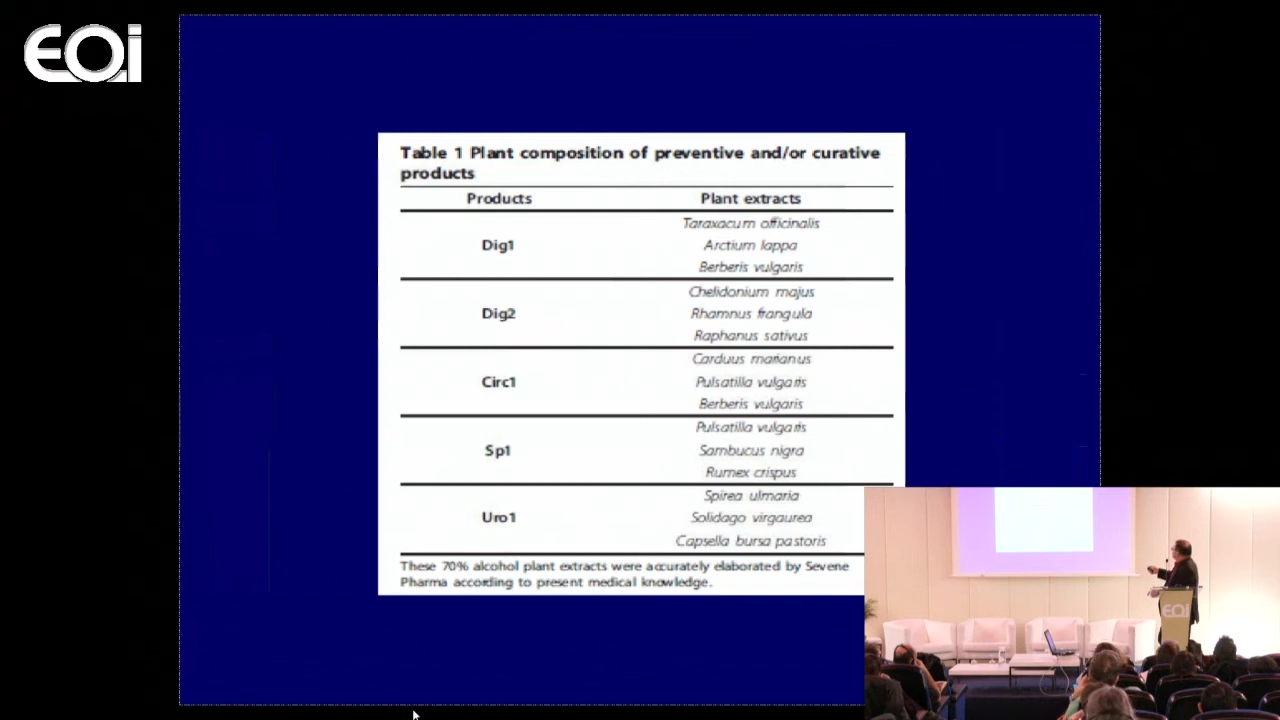 EOi
Table 1 Plant composition of preventive and/or curative
products
Products Plant extracts
Taraxacum officinalis
Dig1 Arctium lappa
Berberis vulgaris
Chelidonium majus
Dig2 Rhamnus frangula
Raphanus sativus
Carduus marianus
Circ1 Pulsatilla vulgaris
Berberis vulgaris
Pulsatilla vulgaris
Sp1 Sambucus nigra
Rumex crispus
Spirea ulmaria
Uro1 Solidago virgaurea
Capsella bursa pastoris
These 70% alcohol plant extracts were accurately elaborated by Sevene
Pharma according to present medical knowledge.
EOi